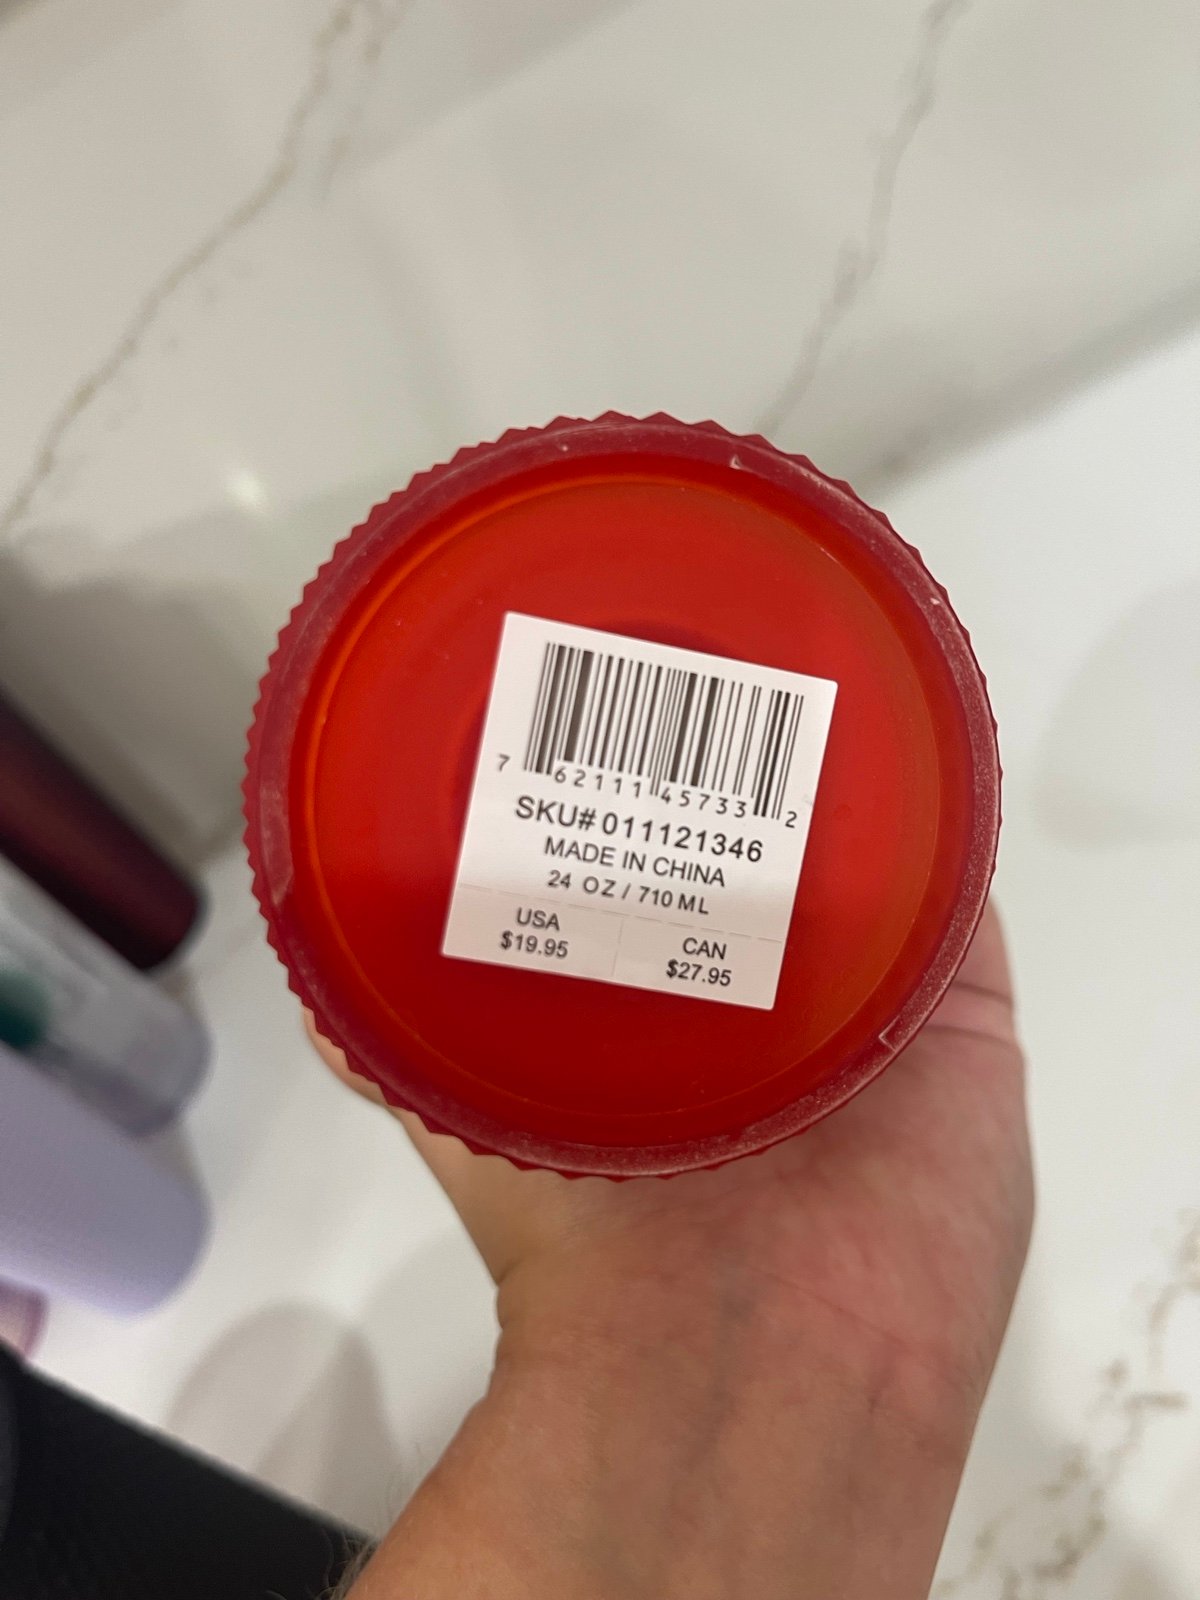 7 62111 45733 2
SKU# 011121346
MADE IN CHINA
24 OZ / 710 ML
USA CAN
$19.95 $27.95